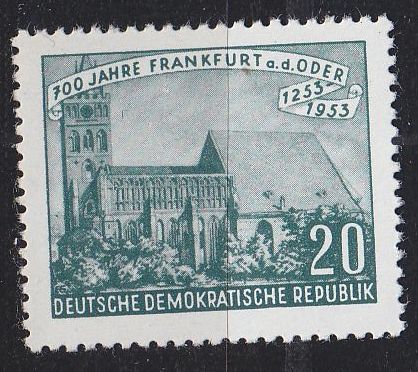 700 JAHRE FRANKFURT a.d.ODER
1253
1953
20
DEUTSCHE DEMOKRATISCHE REPUBLIK